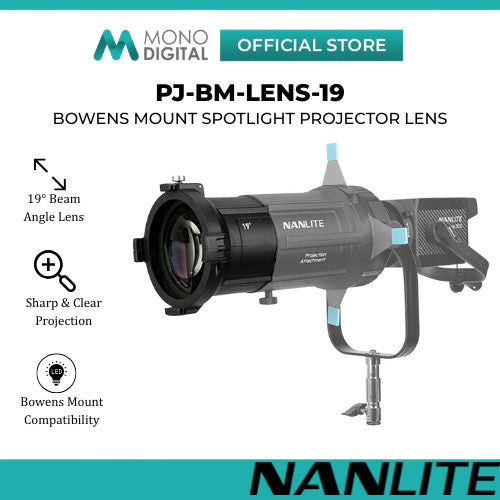 MONO
DIGITAL
OFFICIAL STORE
PJ-BM-LENS-19
BOWENS MOUNT SPOTLIGHT PROJECTOR LENS
19° Beam
Angle Lens
Sharp & Clear
Projection
LED
Bowens Mount
Compatibility
19°
NANLITE
Projection
Attachment
NANLITE
NANLITE